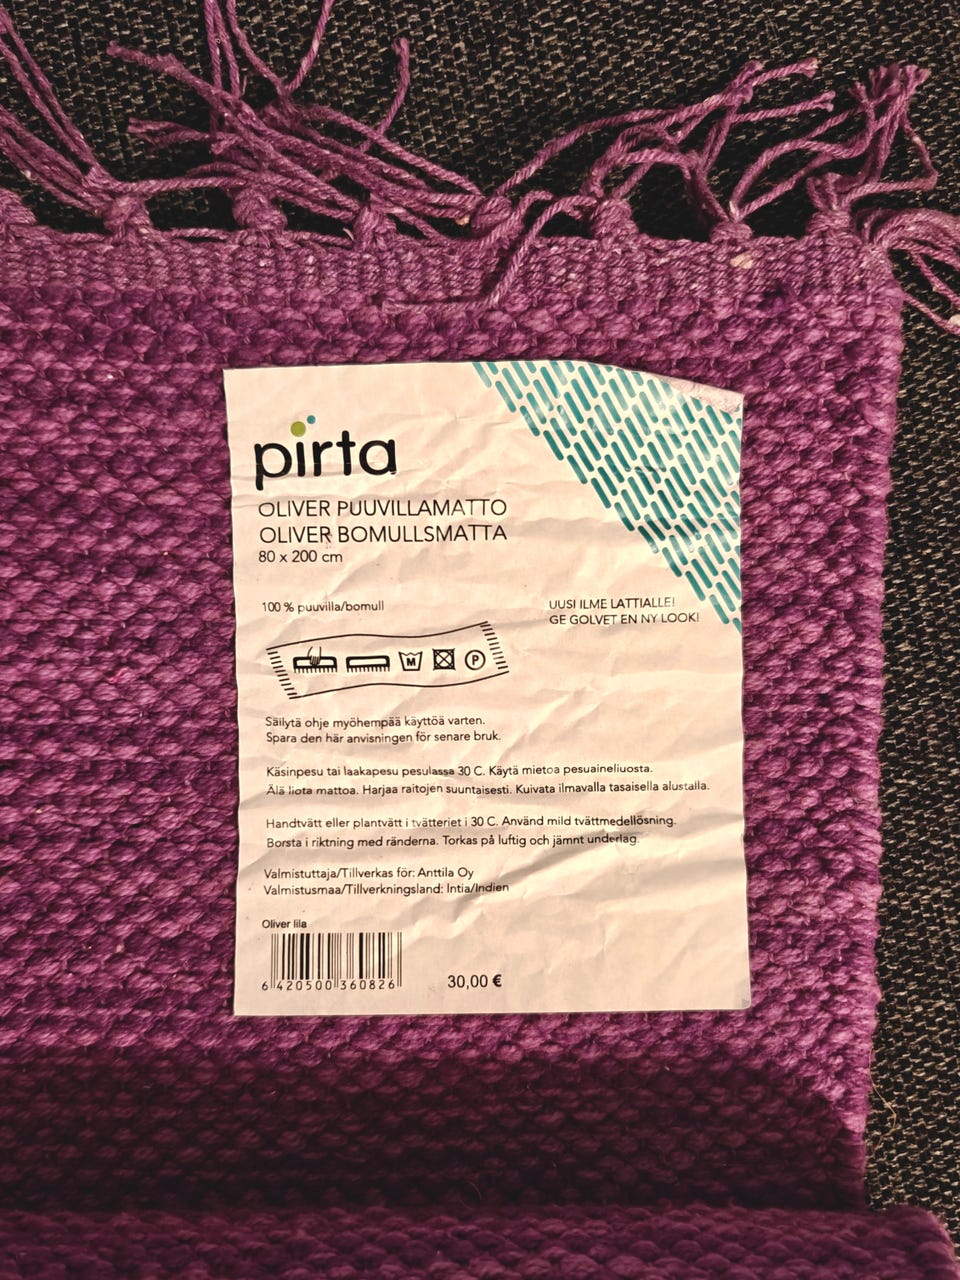 pirta
OLIVER PUUVILLAMATTO
OLIVER BOMULLSMATTA
80 x 200 cm
100 % puuvilla/bomull
UUSI ILME LATTIALLE!
GE GOLVET EN NY LOOK!
M P
Säilytä ohje myöhempää käyttöä varten.
Spara den här anvisningen för senare bruk.
Käsinpesu tai laakapesu pesulassa 30 C. Käytä mietoa pesuaineliuosta.
Älä liota mattoa. Harjaa raitojen suuntaisesti. Kuivata ilmavalla tasaisella alustalla.
Handtvätt eller plantvätt i tvätteriet i 30 C. Använd mild tvättmedellösning.
Borsta i riktning med ränderna. Torkas på luftig och jämnt underlag.
Valmistuttaja/Tillverkas för: Anttila Oy
Valmistusmaa/Tillverkningsland: Intia/Indien
Oliver lila
6 420500 360826
30,00 €